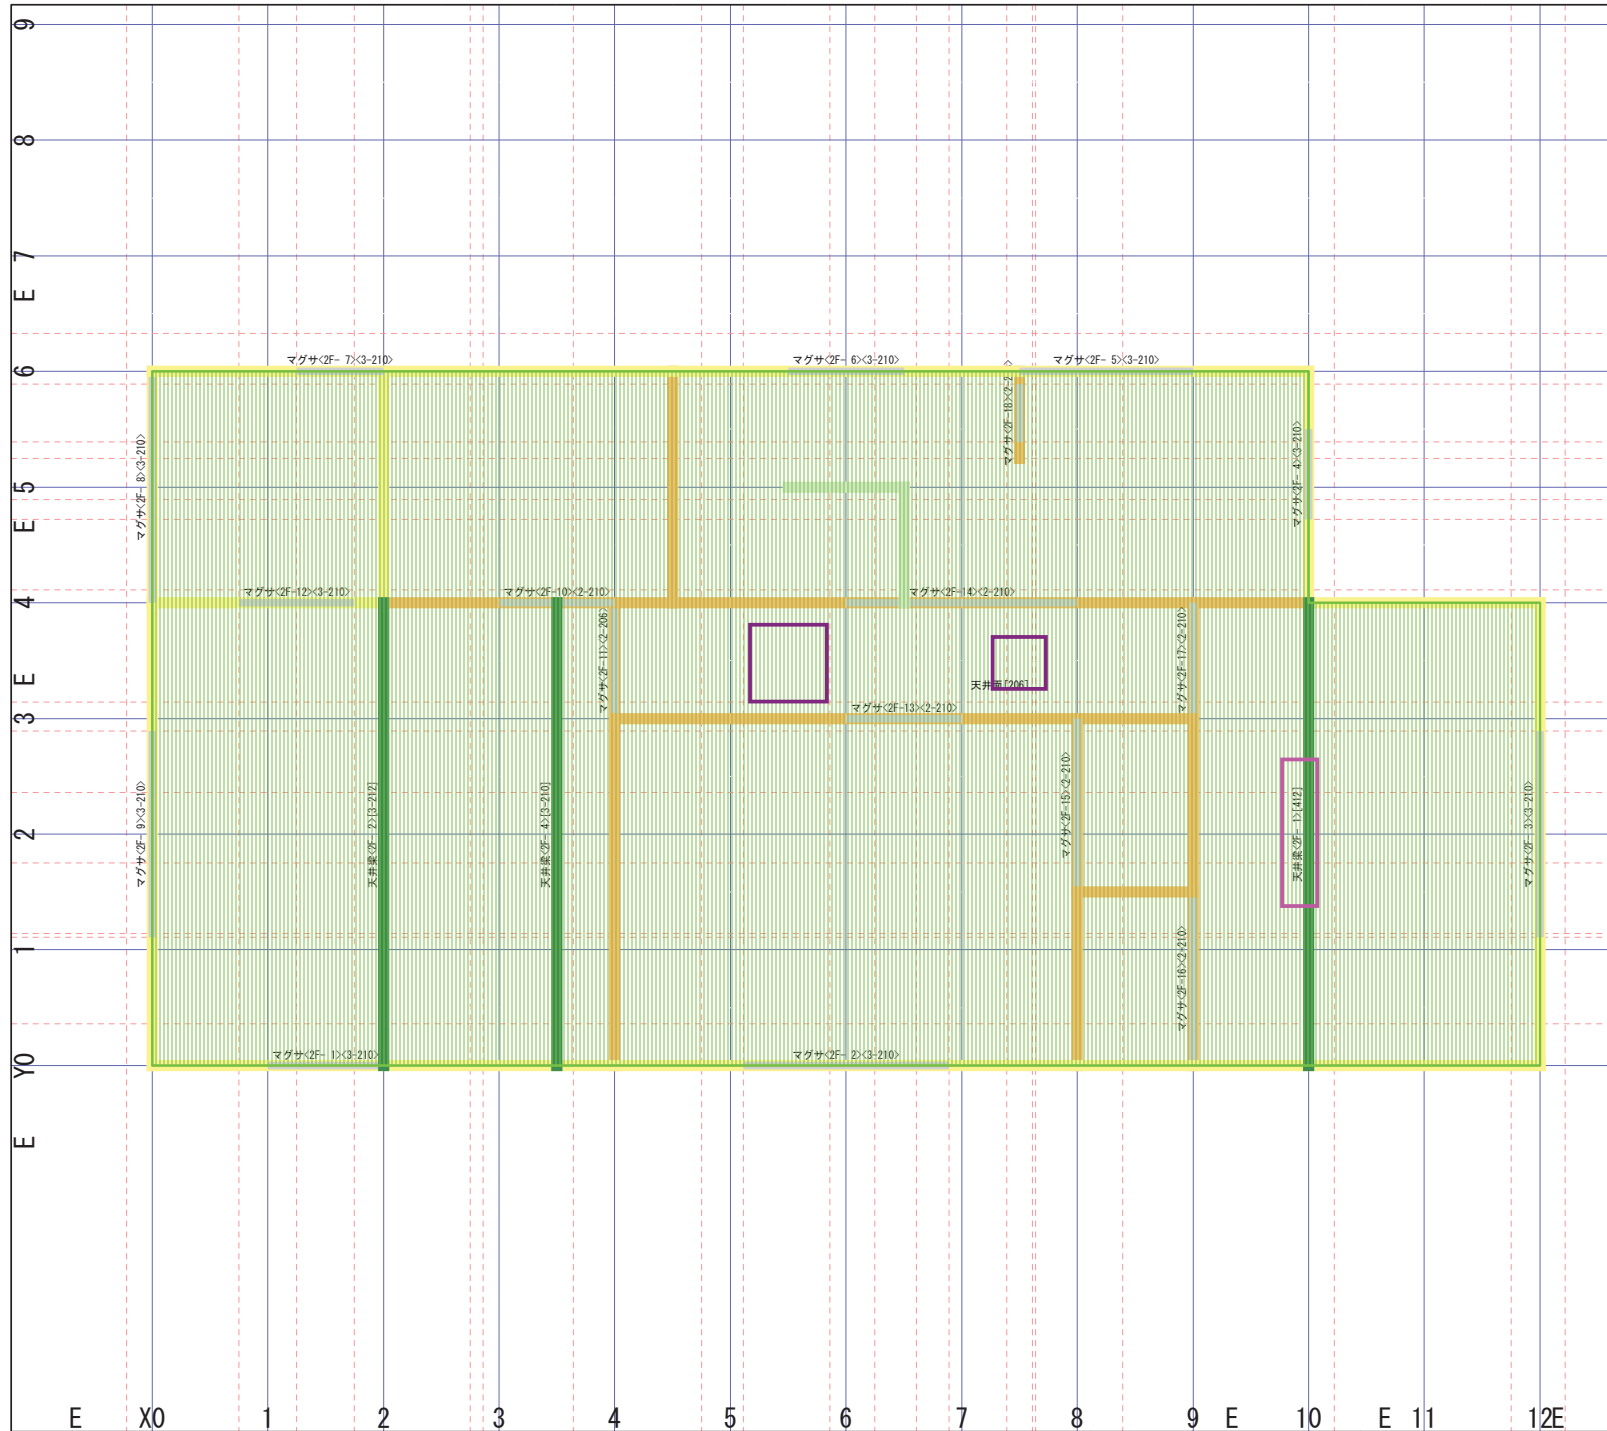 9
8
7
E
マグサ<2F- 7><3-210>
マグサ<2F- 6><3-210>
マグサ<2F- 5><3-210>
6
マグサ<2F- 8><3-210>
マグサ<2F-18><2-2
マグサ<2F- 4><3-210>
5
E
マグサ<2F-12><3-210>
マグサ<2F-10><2-210>
マグサ<2F-14><2-210>
4
マグサ<2F-11><2-206>
マグサ<2F-17><2-210>
E
天井面[206]
マグサ<2F-13><2-210>
3
マグサ<2F- 9><3-210>
天井梁<2F- 2>[3-212]
天井梁<2F- 4>[3-210]
マグサ<2F-15><2-210>
天井梁<2F- 1>[412]
マグサ<2F- 3><3-210>
2
1
マグサ<2F-16><2-210>
マグサ<2F- 1><3-210>
マグサ<2F- 2><3-210>
Y0
E
E X0 1 2 3 4 5 6 7 8 9 E 10 E 11 12E